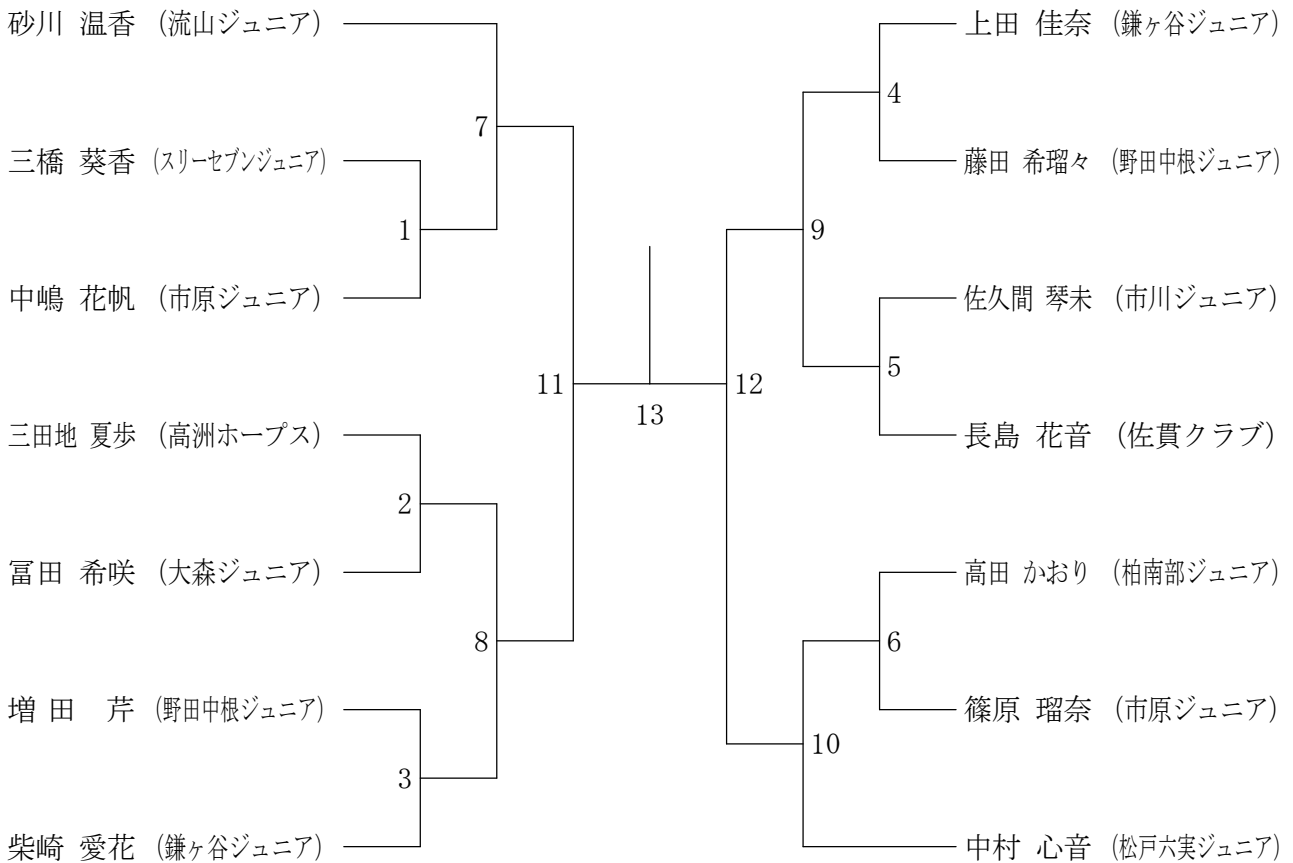 砂川 温香 (流山ジュニア)
三橋 葵香 (スリーセブンジュニア)
中嶋 花帆 (市原ジュニア)
三田地 夏歩 (高洲ホープス)
冨田 希咲 (大森ジュニア)
増田 芹 (野田中根ジュニア)
柴崎 愛花 (鎌ヶ谷ジュニア)
7
1
2
8
3
11
13
12
4
9
5
6
10
上田 佳奈 (鎌ヶ谷ジュニア)
藤田 希瑠々 (野田中根ジュニア)
佐久間 琴未 (市川ジュニア)
長島 花音 (佐貫クラブ)
高田 かおり (柏南部ジュニア)
篠原 瑠奈 (市原ジュニア)
中村 心音 (松戸六実ジュニア)